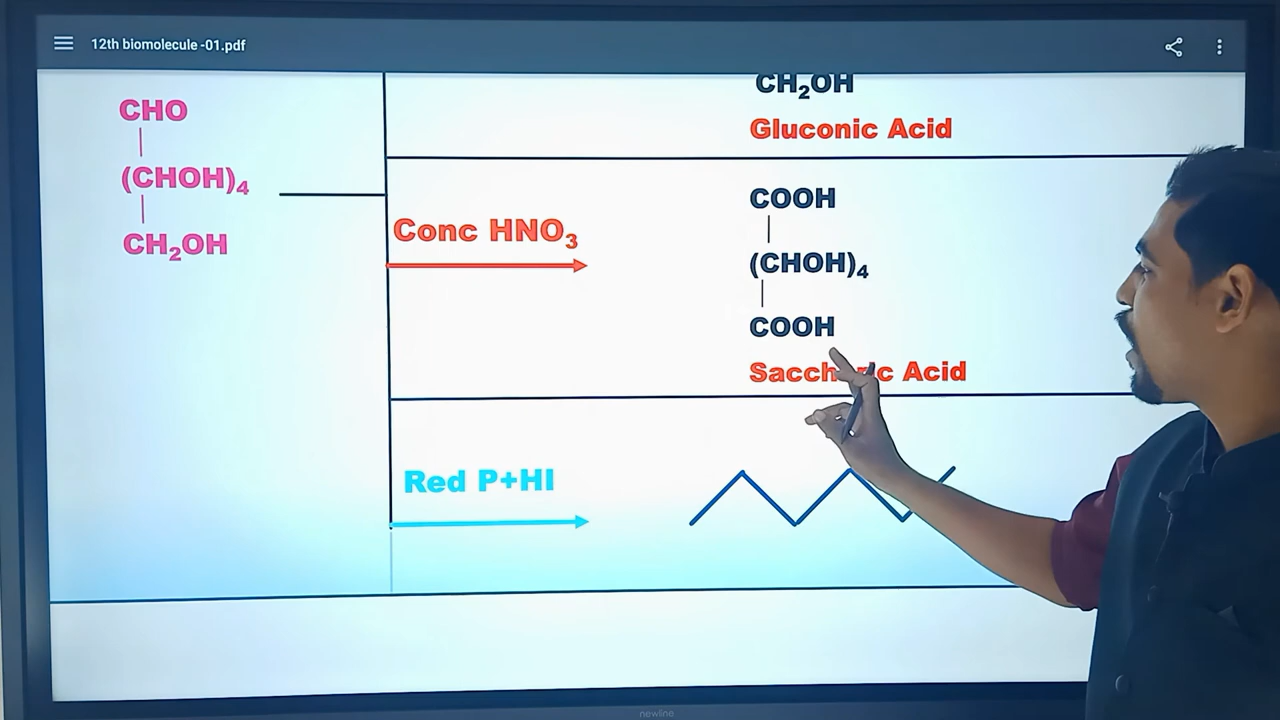 12th biomolecule -01.pdf
CHO
(CHOH)4
CH2OH
CH2OH
Gluconic Acid
Conc HNO3
COOH
(CHOH)4
COOH
Acid
Red P+HI
newline